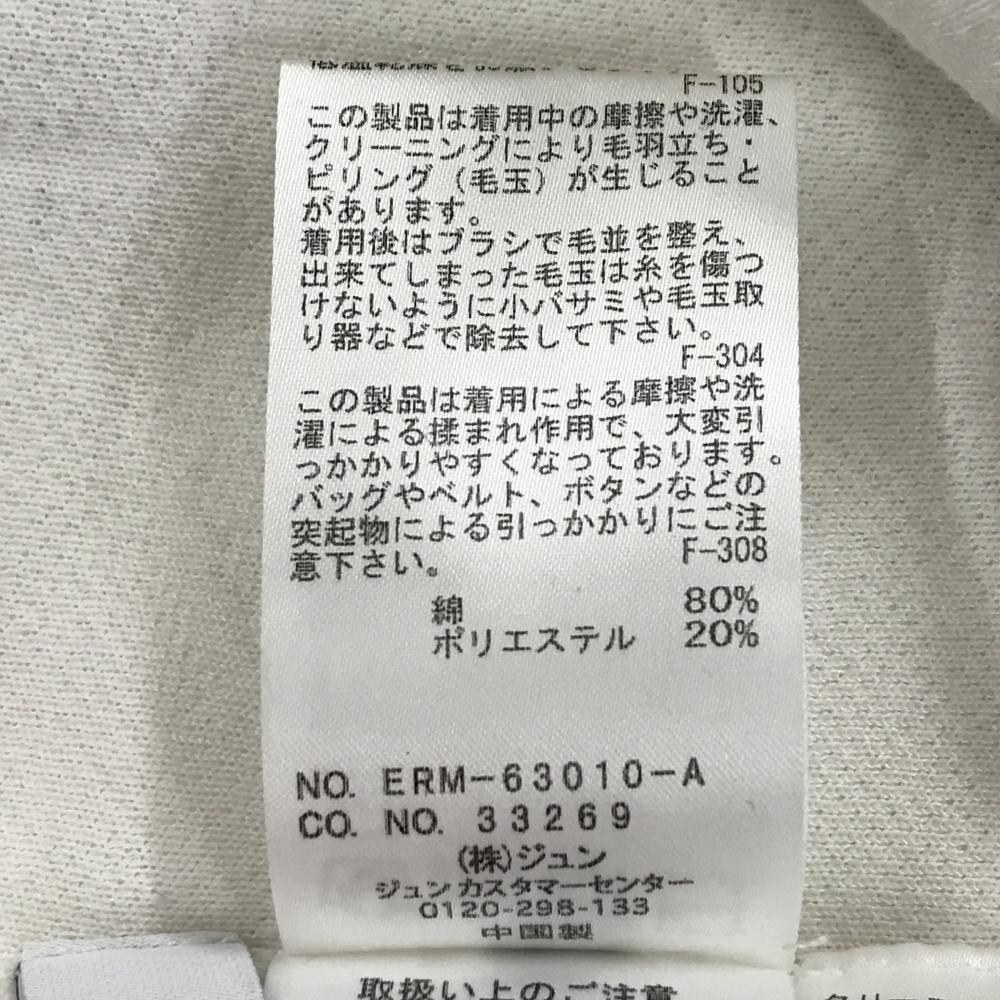 F-105
この製品は着用中の摩擦や洗濯、
クリーニングにより毛羽立ち・
ピリング（毛玉）が生じること
があります。
着用後はブラシで毛並を整え、
出来てしまった毛玉は糸を傷つ
けないように小バサミや毛玉取
り器などで除去して下さい。
F-304
この製品は着用による摩擦や洗
濯による揉まれ作用で、大変引
っかかりやすくなっております。
バッグやベルト、ボタンなどの
突起物による引っかかりにご注
意下さい。
F-308
綿 80%
ポリエステル 20%
NO. ERM-63010-A
CO. NO. 33269
(株)ジュン
ジュンカスタマーセンター
0120-298-133
中国製
取扱い上のご注意